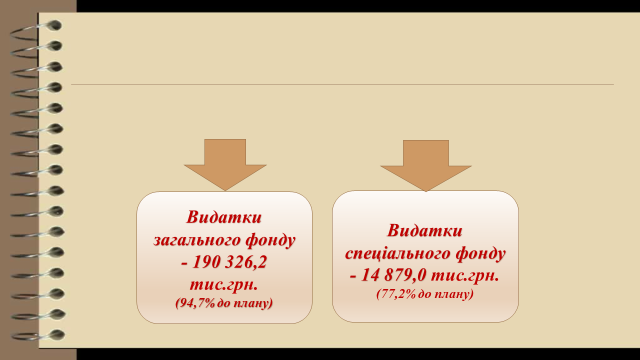 Видатки
загального фонду
- 190 326,2
тис.грн.
(94,7% до плану)
Видатки
спеціального фонду
- 14 879,0 тис.грн.
(77,2% до плану)